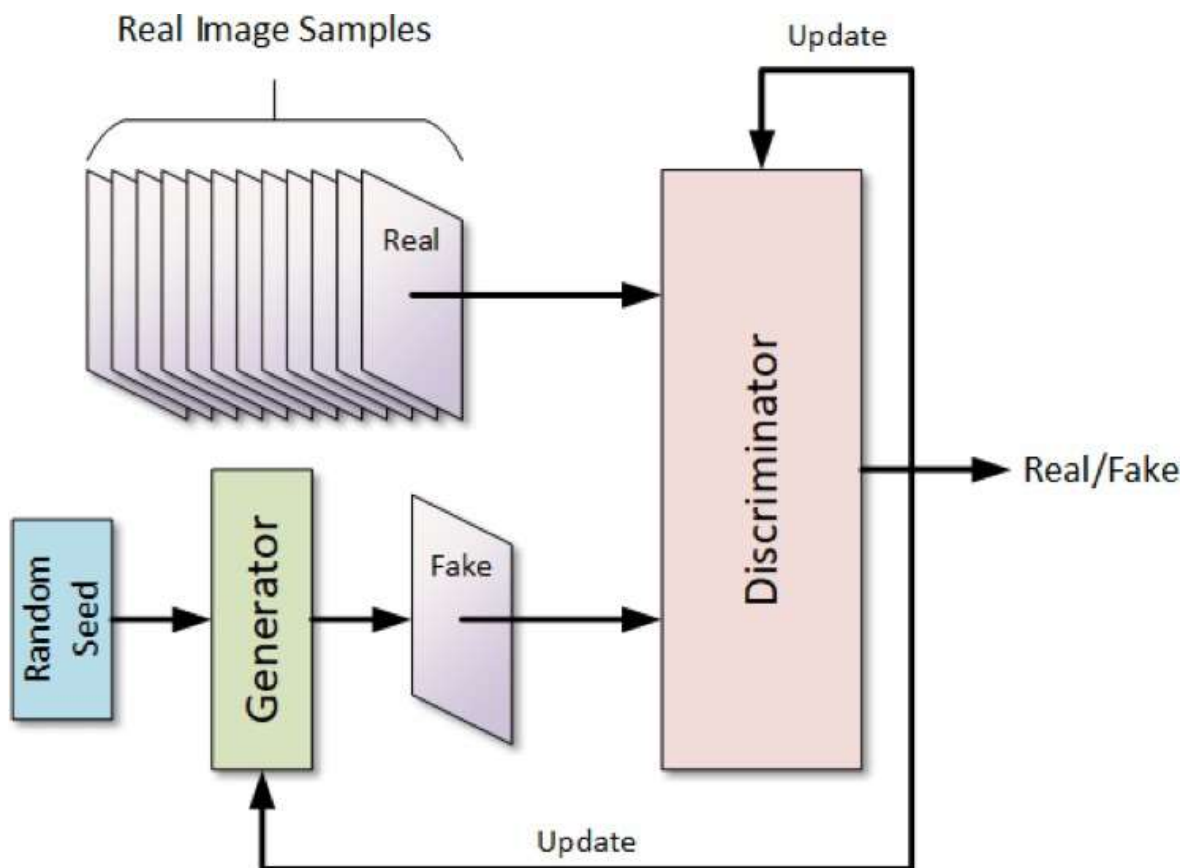 Real Image Samples
Update
Real
Discriminator
Real/Fake
Random
Seed
Generator
Fake
Update